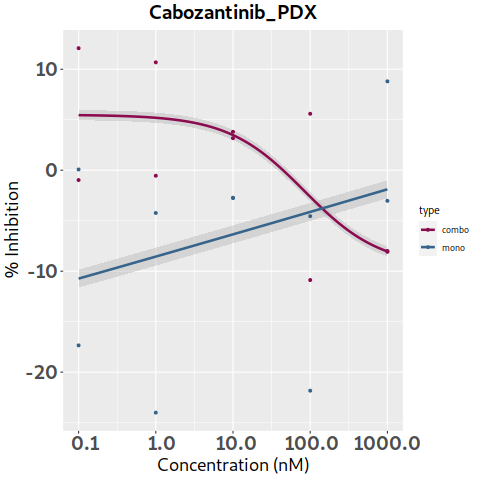 Cabozantinib_PDX
% Inhibition
10
0
-10
-20
0.1 1.0 10.0 100.0 1000.0
Concentration (nM)
type
combo
mono